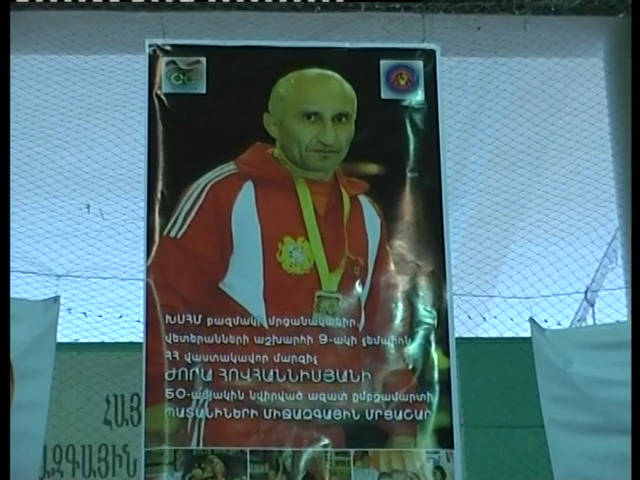 ԽՍՀՄ բազմակի մրցանակակիր,
վետերանների աշխարհի 9-ակի չեմպիոն,
ՀՀ վաստակավոր մարզիչ
ԺՈՐԱ ՀՈՎՀԱՆՆԻՍՅԱՆԻ
50-ամյակին նվիրված ազատ ըմբշամարտի
ՊԱՏԱՆԻՆԵՐԻ ՄԻՋԱԶԳԱՅԻՆ ՄՐՑԱՇԱՐ
ՀԱՅ
ԱԶԳԱՅԻՆ